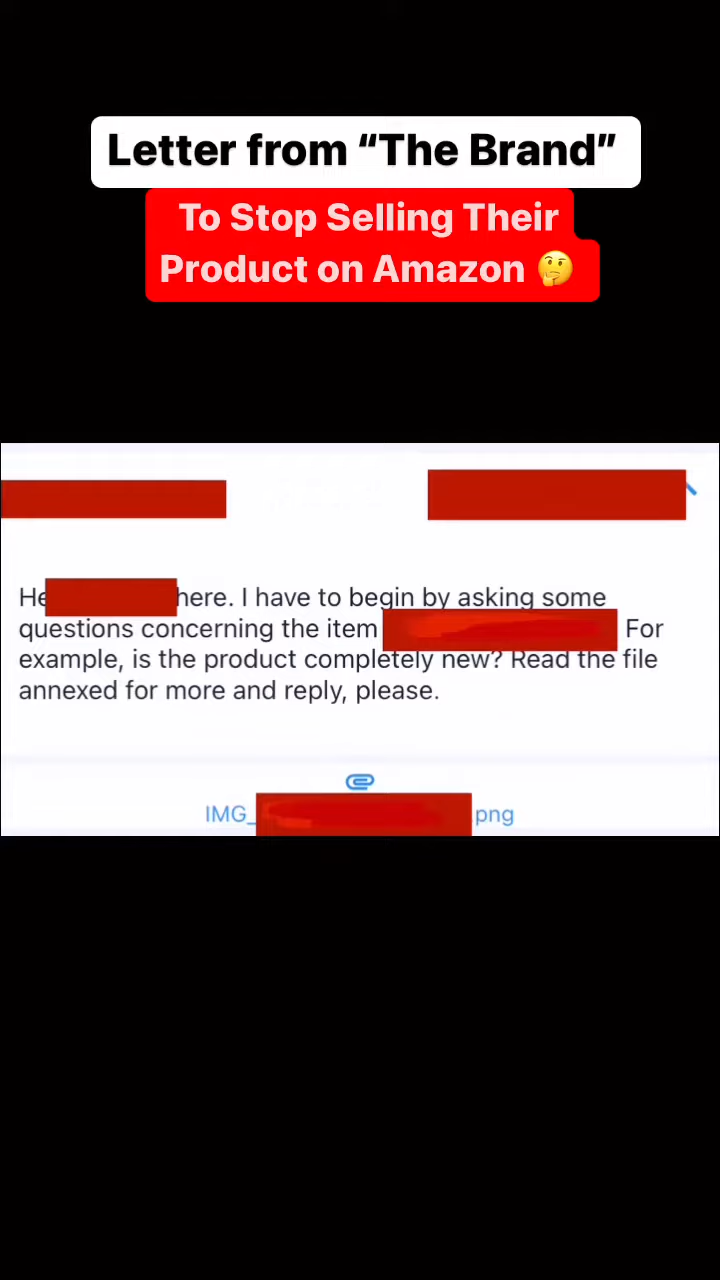 Letter from “The Brand”
To Stop Selling Their
Product on Amazon 🤔
He here. I have to begin by asking some
questions concerning the item For
example, is the product completely new? Read the file
annexed for more and reply, please.
IMG_ .png